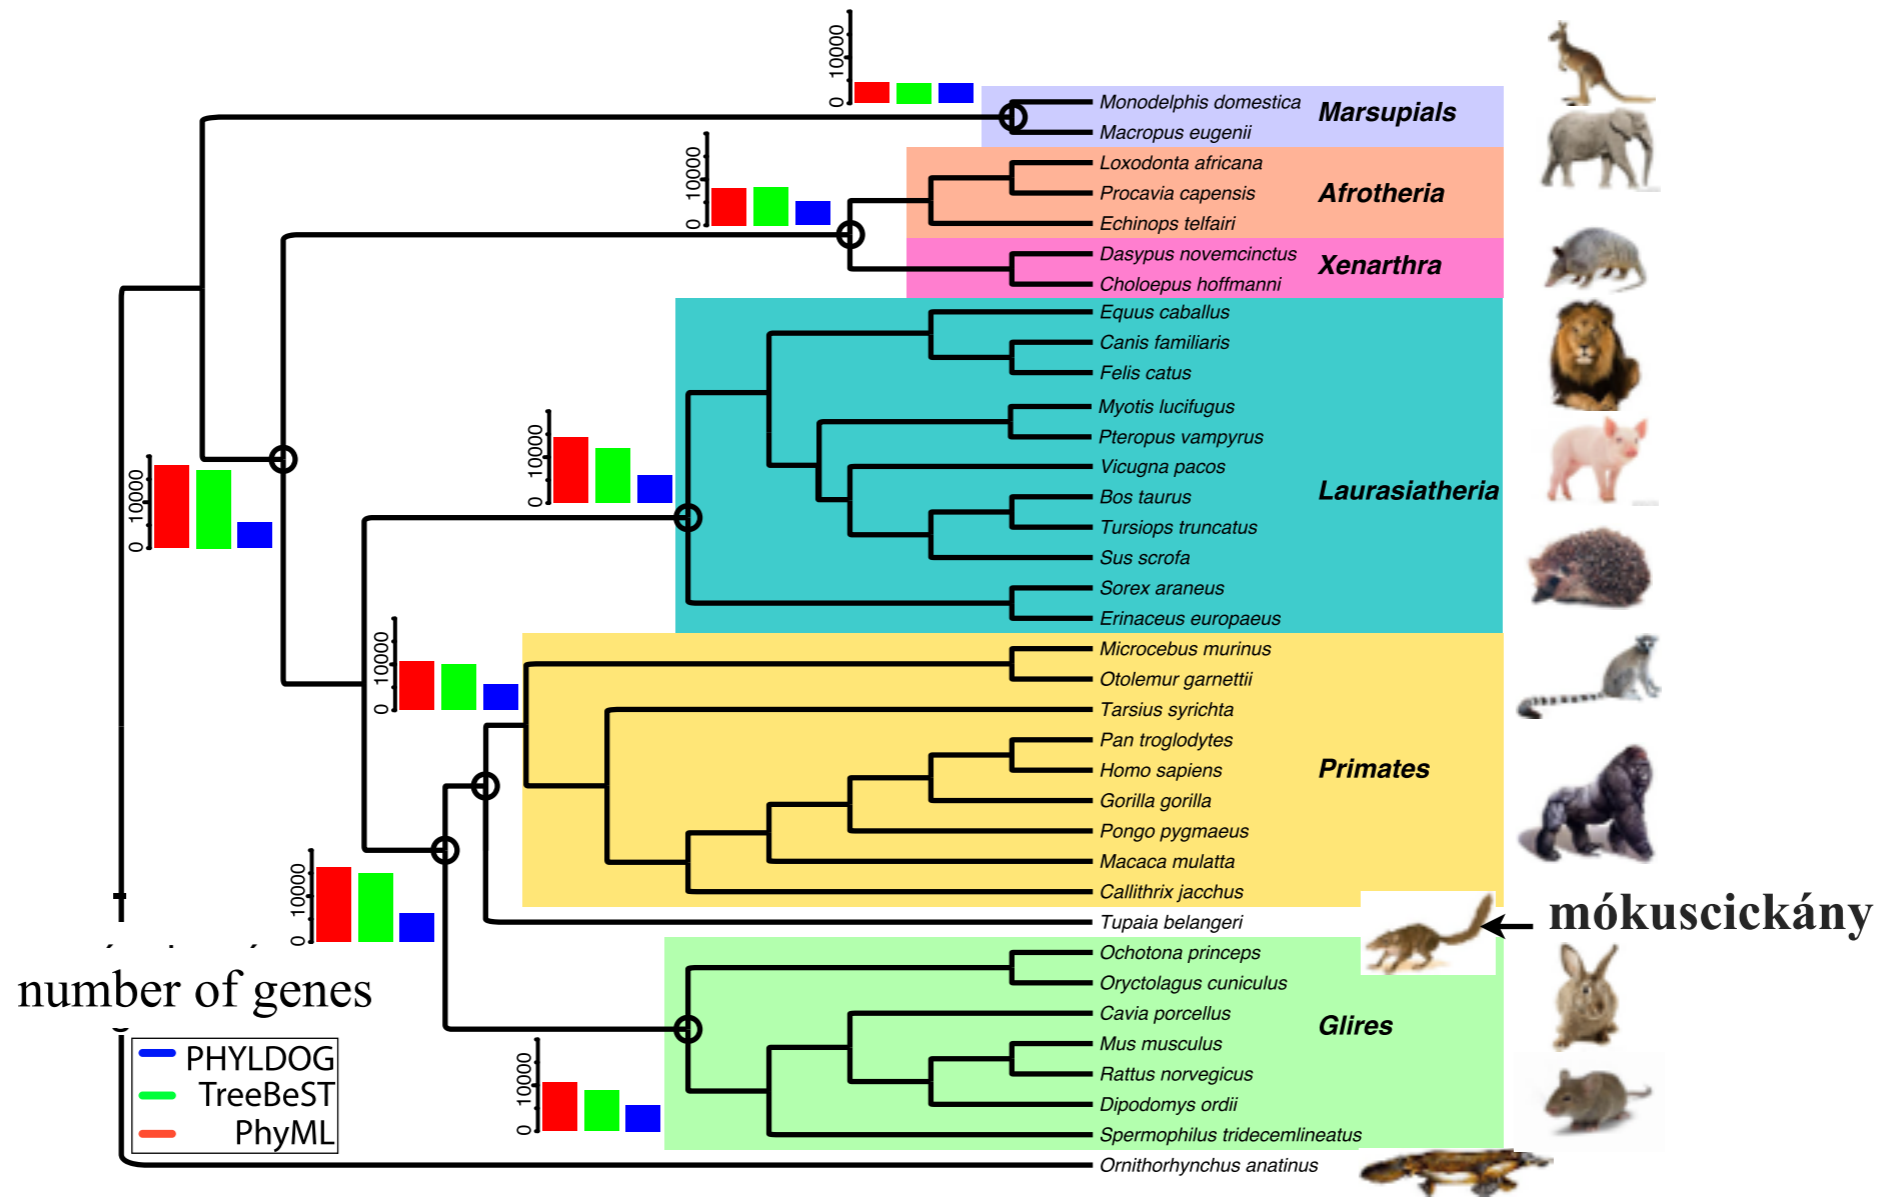 0 10000
Monodelphis domestica
Macropus eugenii
Marsupials
0 10000
Loxodonta africana
Procavia capensis
Echinops telfairi
Afrotheria
Dasypus novemcinctus
Choloepus hoffmanni
Xenarthra
0 10000
Equus caballus
Canis familiaris
Felis catus
Myotis lucifugus
Pteropus vampyrus
Vicugna pacos
Bos taurus
Tursiops truncatus
Sus scrofa
Sorex araneus
Erinaceus europaeus
Laurasiatheria
0 10000
0 10000
Microcebus murinus
Otolemur garnettii
Tarsius syrichta
Pan troglodytes
Homo sapiens
Gorilla gorilla
Pongo pygmaeus
Macaca mulatta
Callithrix jacchus
Primates
0 10000
Tupaia belangeri
mókuscickány
Ochotona princeps
Oryctolagus cuniculus
Cavia porcellus
Mus musculus
Rattus norvegicus
Dipodomys ordii
Spermophilus tridecemlineatus
Glires
0 10000
Ornithorhynchus anatinus
number of genes
PHYLDOG
TreeBeST
PhyML